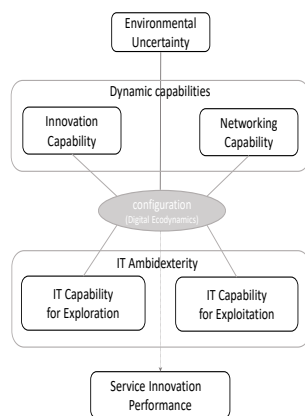 Environmental
Uncertainty
Dynamic capabilities
Innovation
Capability
Networking
Capability
configuration
(Digital Ecodynamics)
IT Ambidexterity
IT Capability
for Exploration
IT Capability
for Exploitation
Service Innovation
Performance